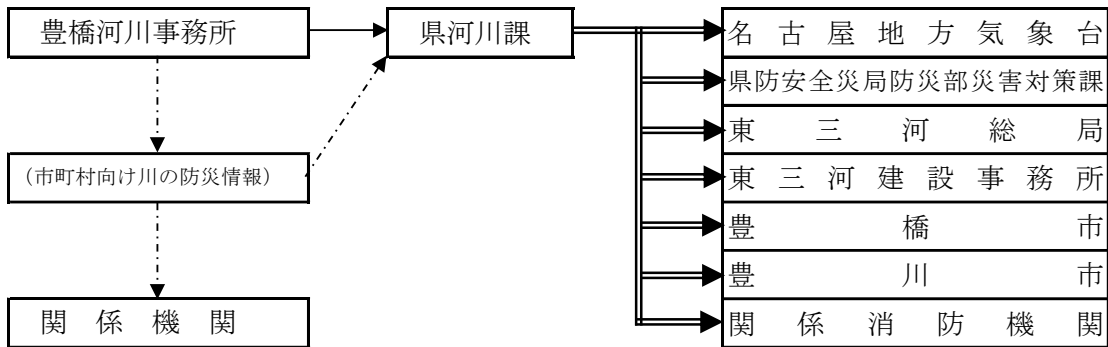 豊橋河川事務所
県河川課
名古屋地方気象台
県防安全災局防災部災害対策課
東三河総局
(市町村向け川の防災情報)
東三河建設事務所
豊橋市
豊川市
関係機関
関係消防機関